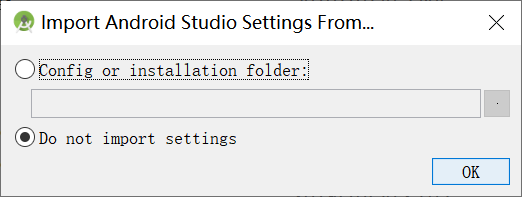 Import Android Studio Settings From...
Config or installation folder:
Do not import settings
OK